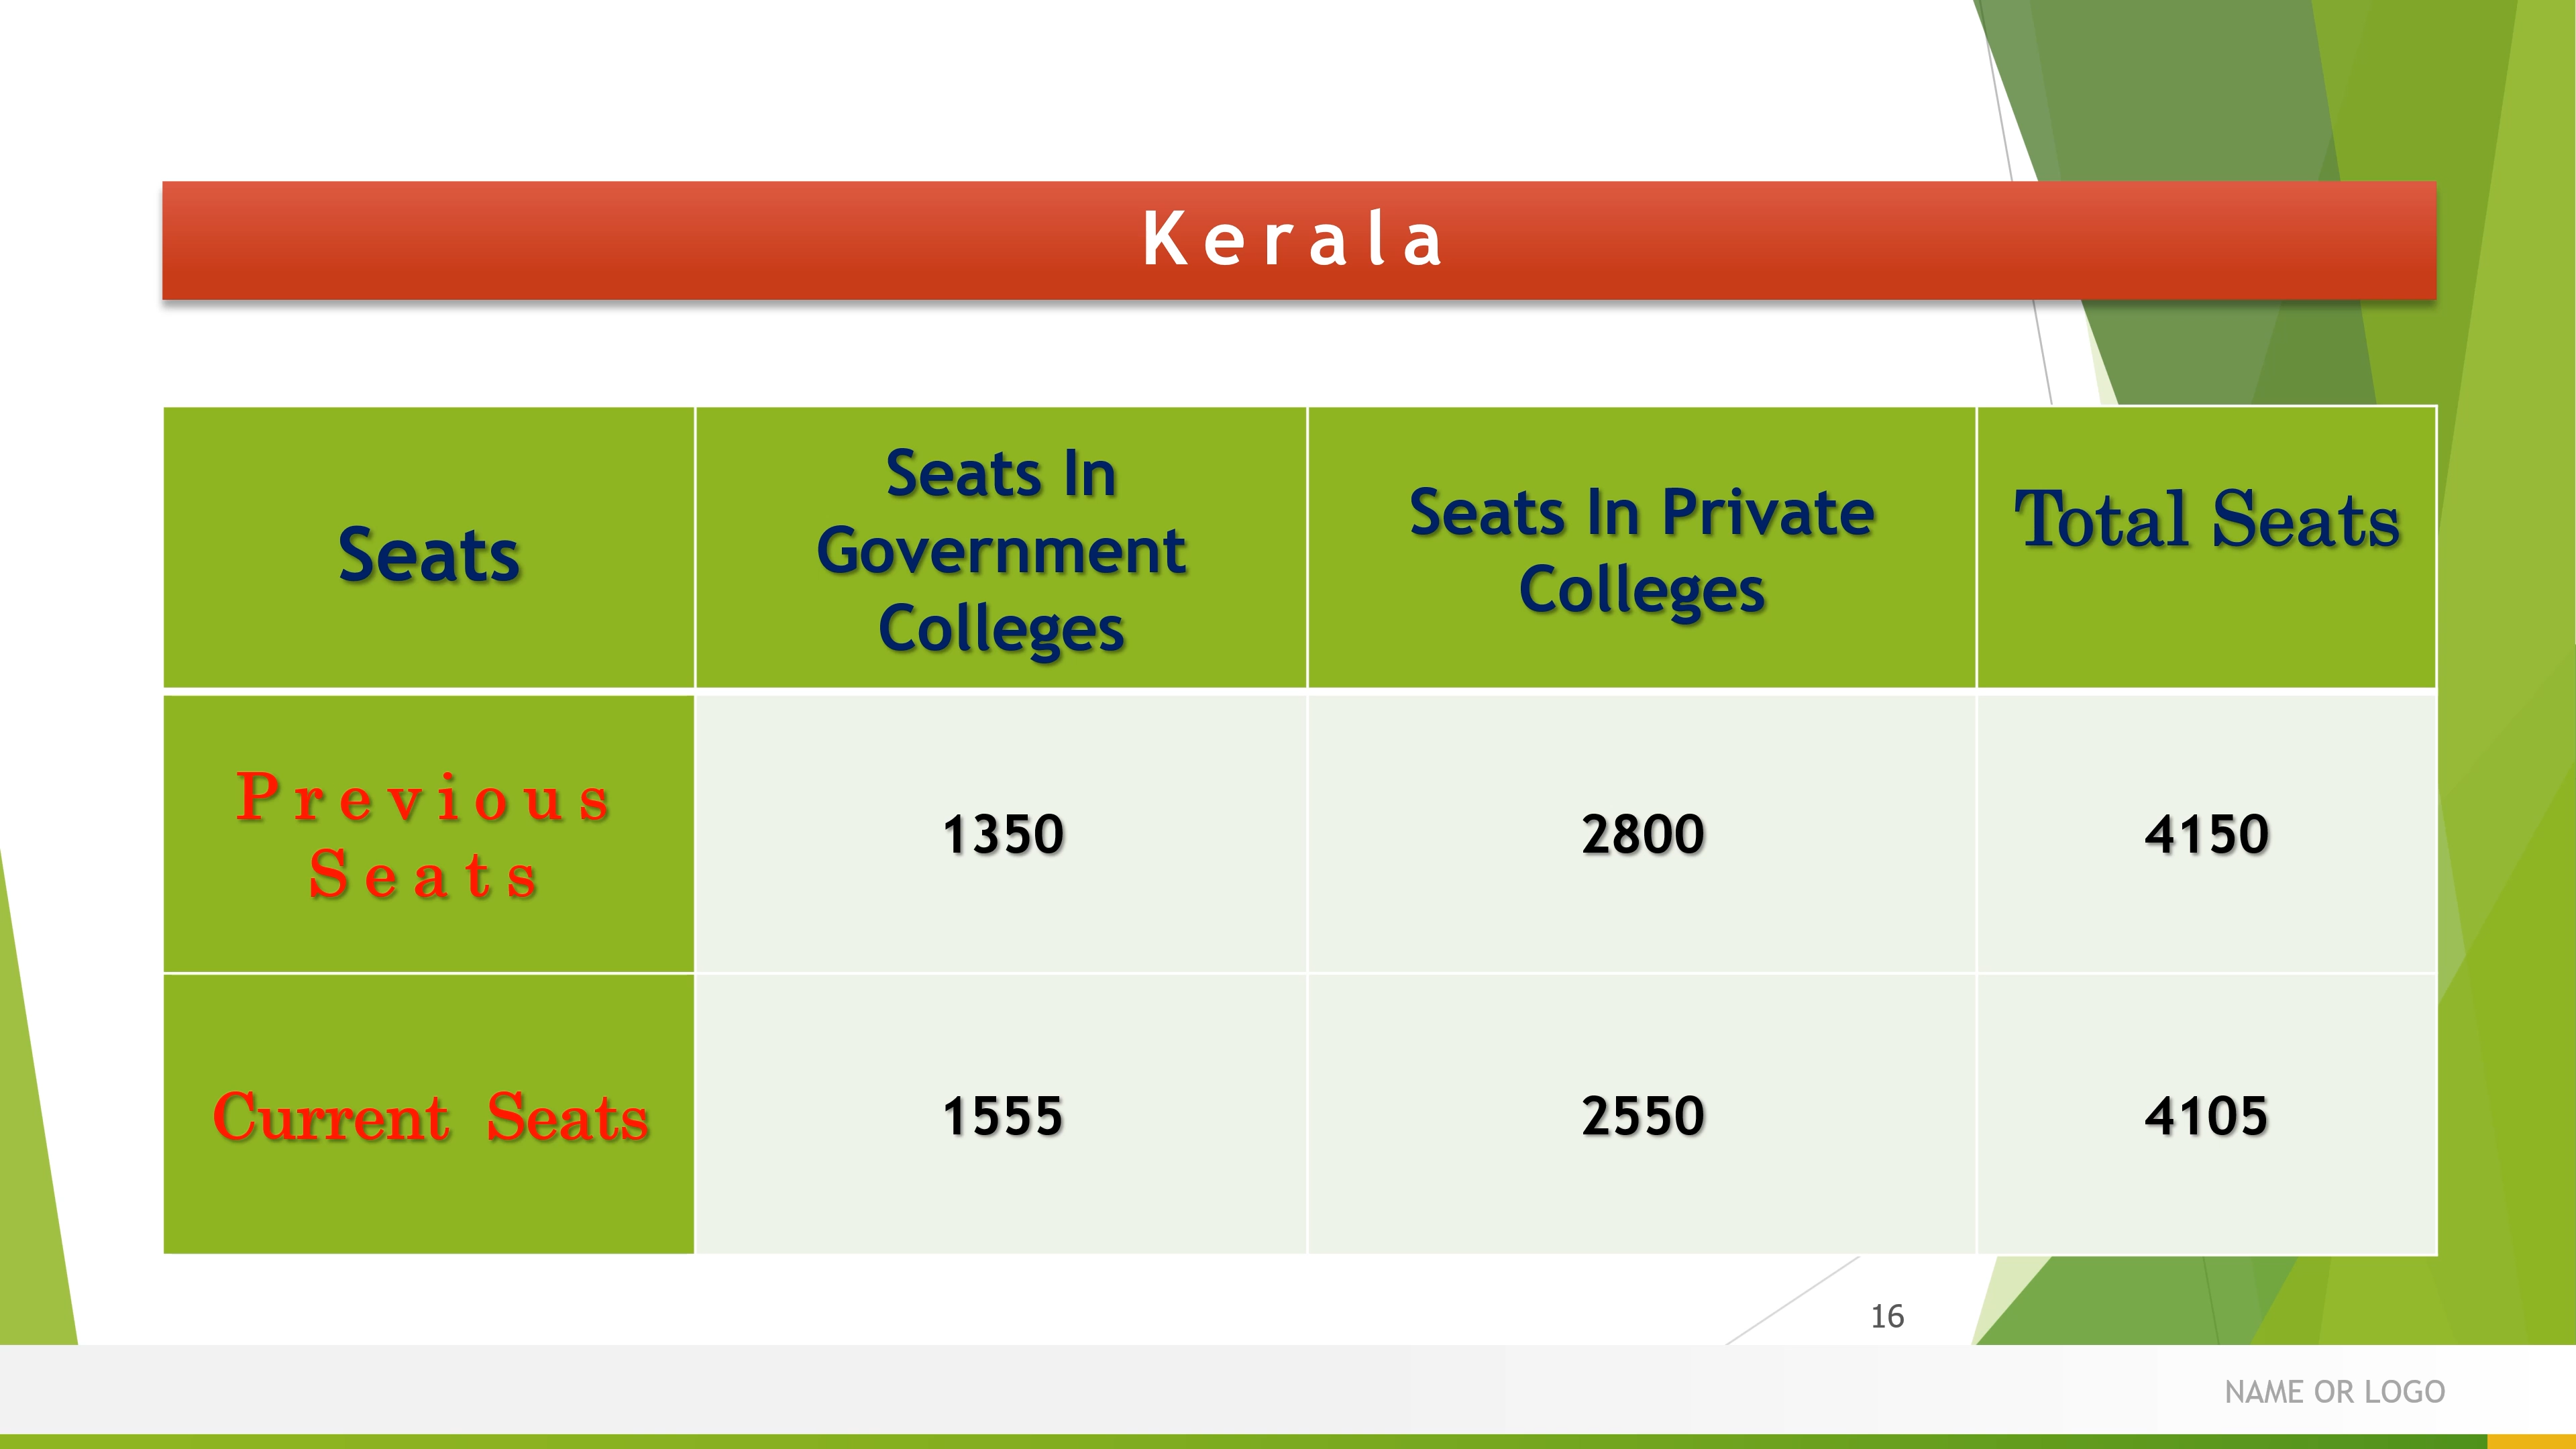 Kerala
Seats
Seats In
Government
Colleges
Seats In Private
Colleges
Total Seats
Previous
Seats
1350
2800
4150
Current Seats
1555
2550
4105
16
NAME OR LOGO